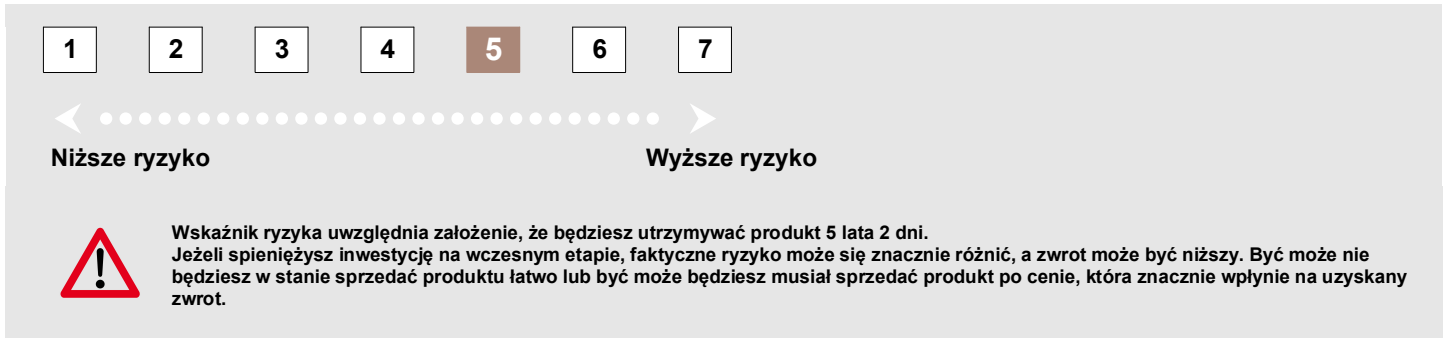 1 2 3 4 5 6 7
Niższe ryzyko Wyższe ryzyko
Wskaźnik ryzyka uwzględnia założenie, że będziesz utrzymywać produkt 5 lata 2 dni.
Jeżeli spieniężysz inwestycję na wczesnym etapie, faktyczne ryzyko może się znacznie różnić, a zwrot może być niższy. Być może nie
będziesz w stanie sprzedać produktu łatwo lub być może będziesz musiał sprzedać produkt po cenie, która znacznie wpłynie na uzyskany
zwrot.